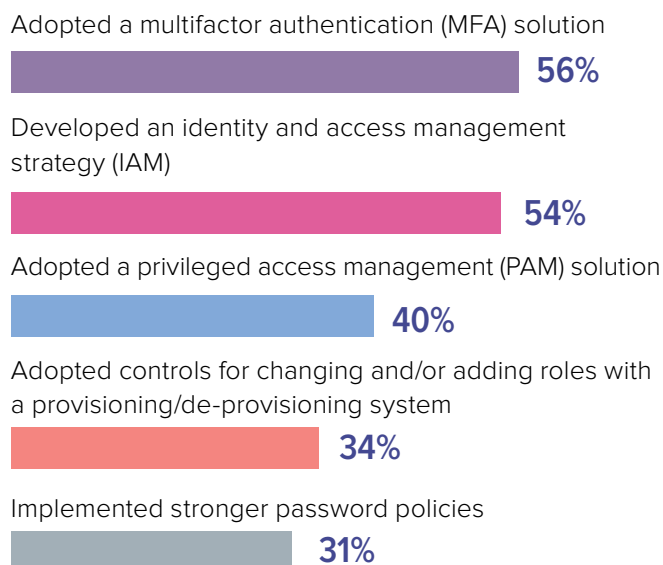 Adopted a multifactor authentication (MFA) solution
56%
Developed an identity and access management
strategy (IAM)
54%
Adopted a privileged access management (PAM) solution
40%
Adopted controls for changing and/or adding roles with
a provisioning/de-provisioning system
34%
Implemented stronger password policies
31%